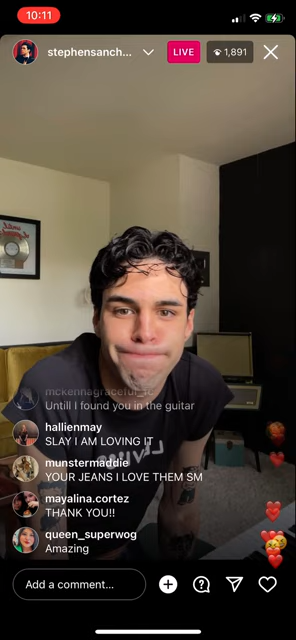 10:11
stephensanch...
LIVE
1,891
mckennagraceful_tc
Untill I found you in the guitar
hallienmay
SLAY I AM LOVING IT
munstermaddie
YOUR JEANS I LOVE THEM SM
mayalina.cortez
THANK YOU!!
queen_superwog
Amazing
Add a comment...